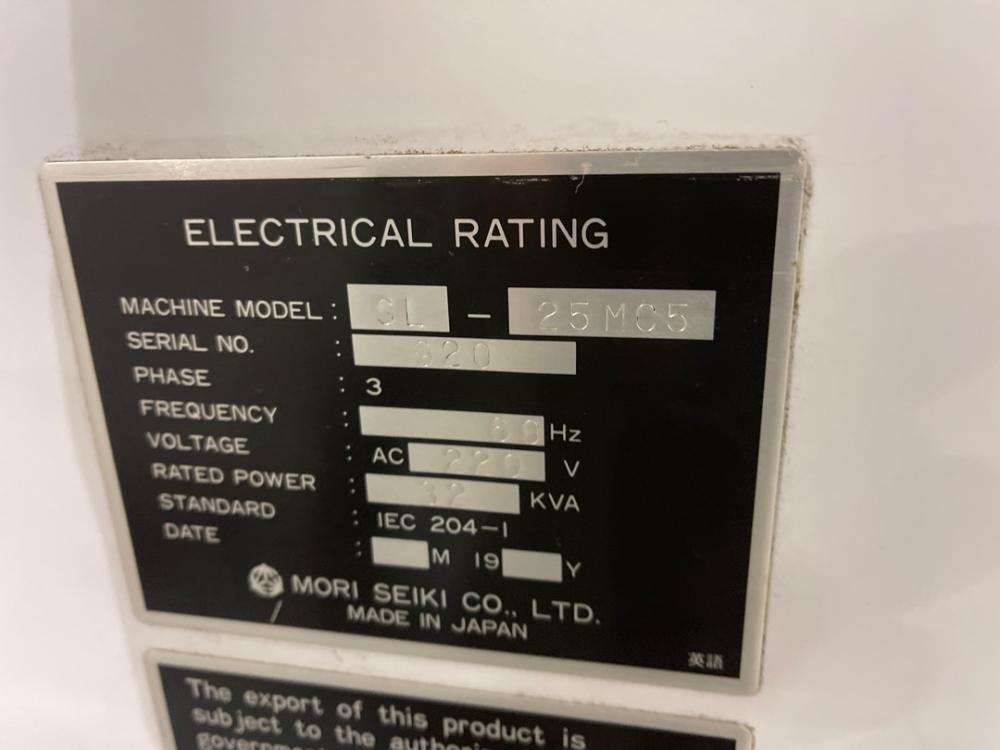 ELECTRICAL RATING
MACHINE MODEL : SL - 25MC5
SERIAL NO. : 920
PHASE : 3
FREQUENCY : 60 Hz
VOLTAGE : AC 220 V
RATED POWER : 37 KVA
STANDARD : IEC 204-1
DATE : M 19 Y
MORI SEIKI CO., LTD.
MADE IN JAPAN
英語
The export of this product is
subject to the